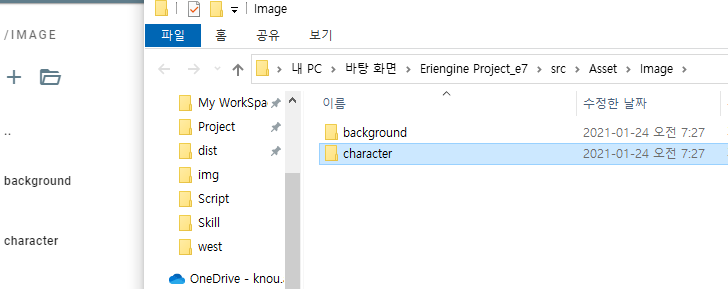 /IMAGE
..
background
character
Image
파일 홈 공유 보기
내 PC > 바탕 화면 > Eriengine Project_e7 > src > Asset > Image >
My WorkSpa
Project
dist
img
Script
Skill
west
OneDrive - knou.
이름 수정한 날짜
background 2021-01-24 오전 7:27
character 2021-01-24 오전 7:27